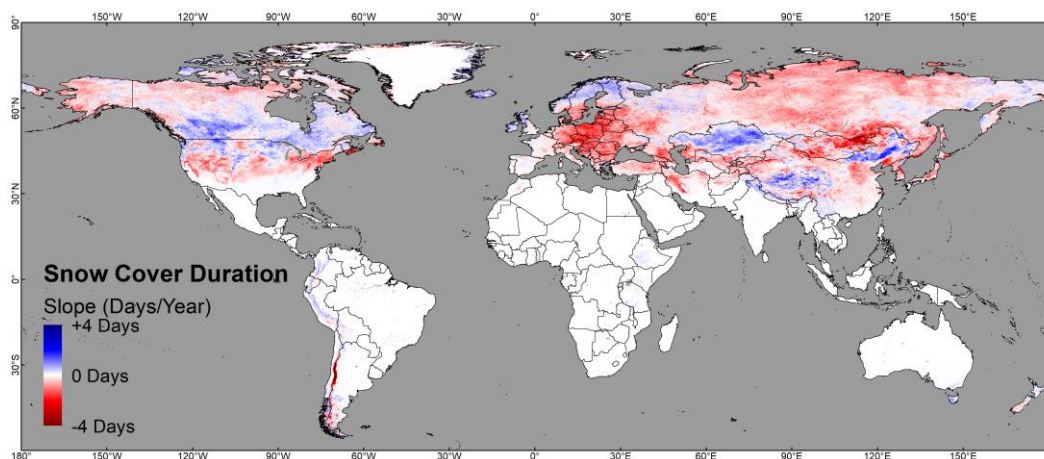 180° 150°W 120°W 90°W 60°W 30°W 0° 30°E 60°E 90°E 120°E 150°E
90°
60°N
30°N
0°
30°S
Snow Cover Duration
Slope (Days/Year)
+4 Days
0 Days
-4 Days
180 150°W 120°W 90°W 60°W 30°W 0° 30°E 60°E 90°E 120°E 150°E